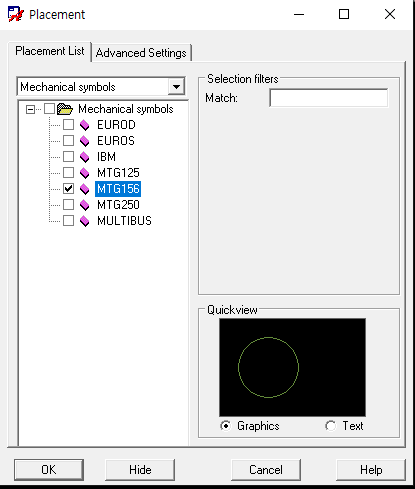 Placement
Placement List
Advanced Settings
Mechanical symbols
Mechanical symbols
EUROD
EUROS
IBM
MTG125
MTG156
MTG250
MULTIBUS
Selection filters
Match:
Quickview
Graphics
Text
OK
Hide
Cancel
Help